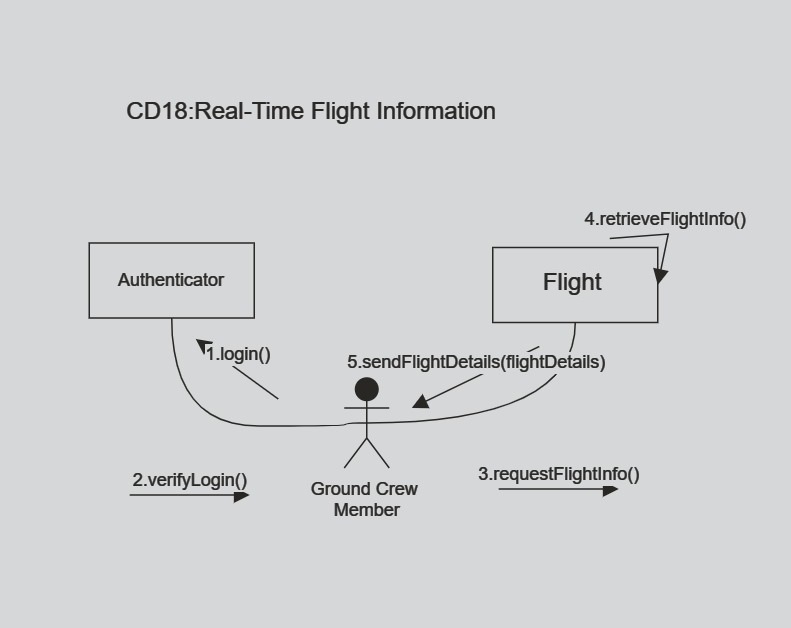 CD18:Real-Time Flight Information
4.retrieveFlightInfo()
Authenticator
Flight
1.login()
5.sendFlightDetails(flightDetails)
2.verifyLogin()
3.requestFlightInfo()
Ground Crew
Member